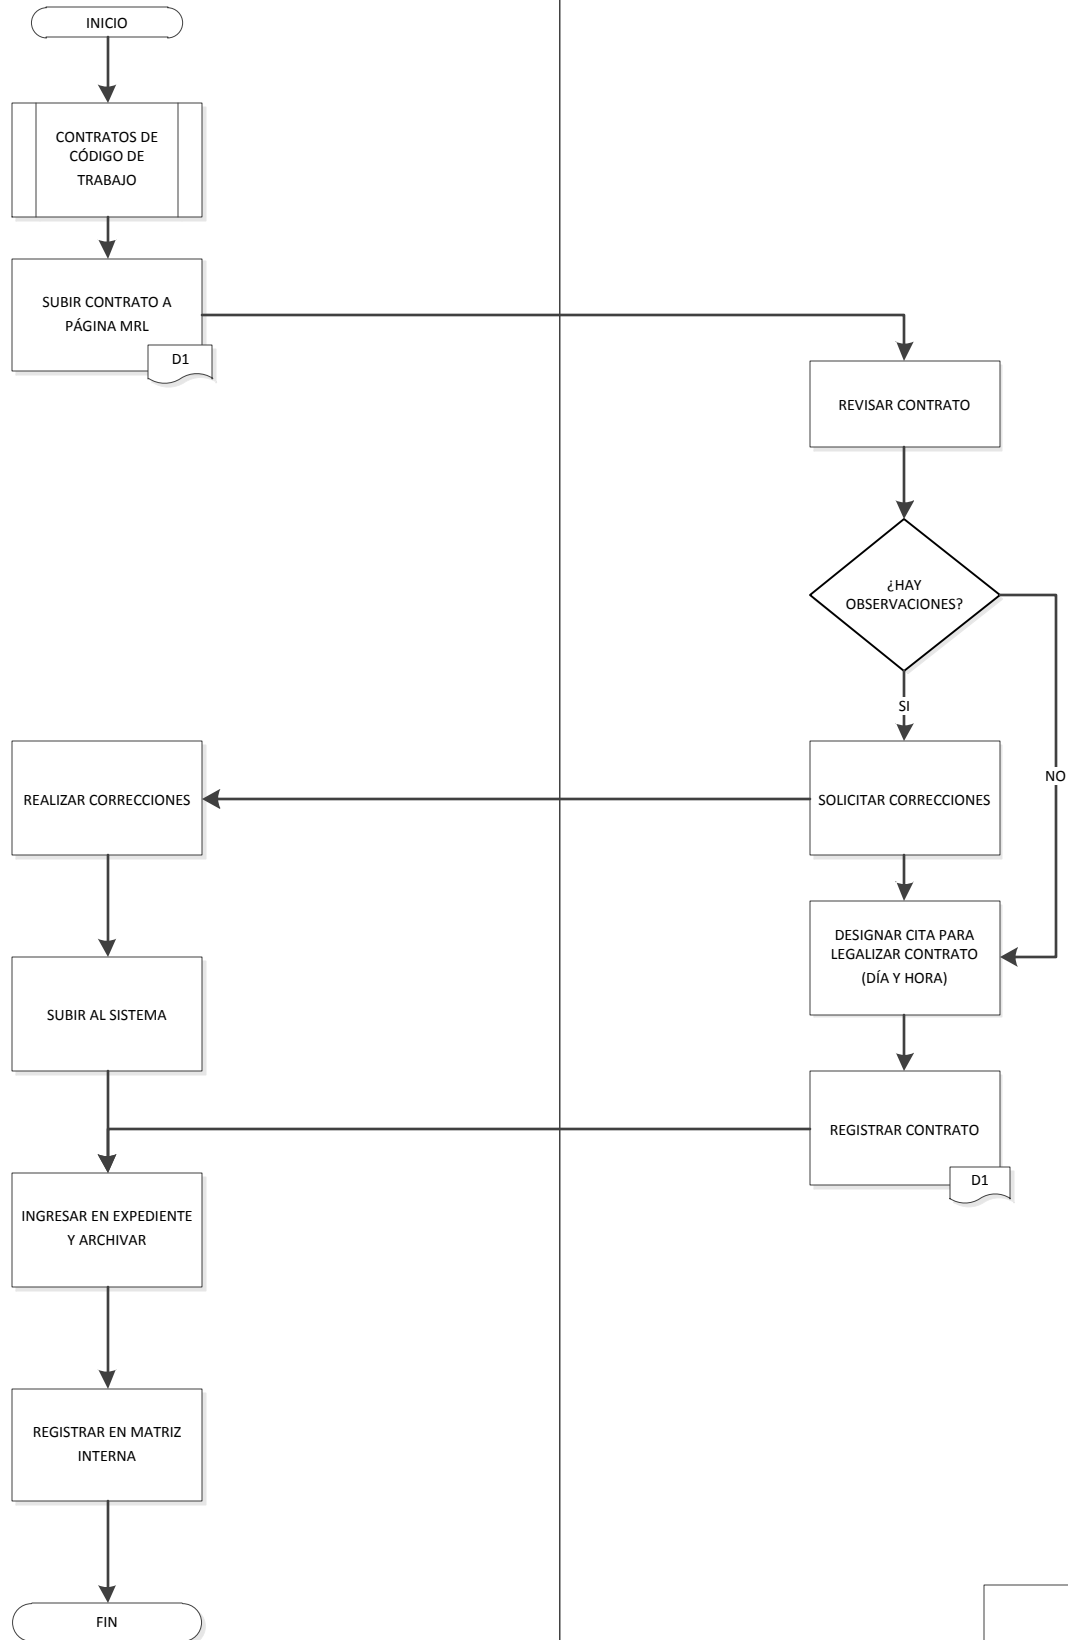 INICIO
CONTRATOS DE
CÓDIGO DE
TRABAJO
SUBIR CONTRATO A
PÁGINA MRL
D1
REVISAR CONTRATO
¿HAY
OBSERVACIONES?
SI
NO
REALIZAR CORRECCIONES
SOLICITAR CORRECCIONES
DESIGNAR CITA PARA
LEGALIZAR CONTRATO
(DÍA Y HORA)
SUBIR AL SISTEMA
REGISTRAR CONTRATO
D1
INGRESAR EN EXPEDIENTE
Y ARCHIVAR
REGISTRAR EN MATRIZ
INTERNA
FIN